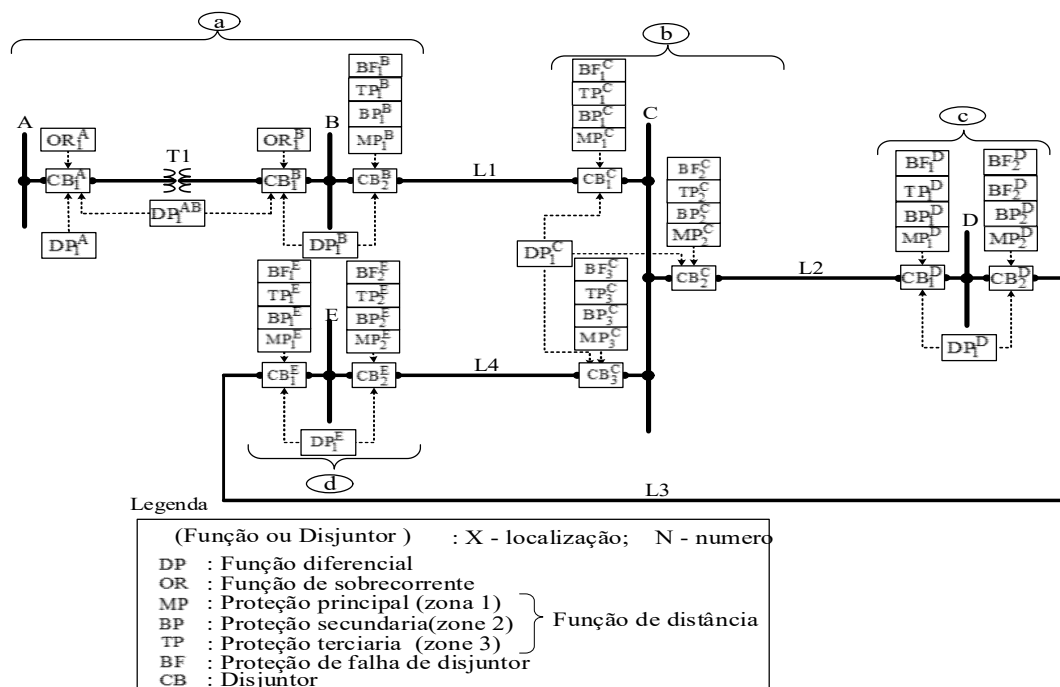 a
b
c
d
A
B
C
D
E
T1
L1
L2
L3
L4
OR₁ᴬ
CB₁ᴬ
DP₁ᴬ
DP₁ᴬᴮ
OR₁ᴮ
CB₁ᴮ
BF₁ᴮ
TP₁ᴮ
BP₁ᴮ
MP₁ᴮ
CB₂ᴮ
DP₁ᴮ
BF₁ᶜ
TP₁ᶜ
BP₁ᶜ
MP₁ᶜ
CB₁ᶜ
DP₁ᶜ
BF₂ᶜ
TP₂ᶜ
BP₂ᶜ
MP₂ᶜ
CB₂ᶜ
BF₃ᶜ
TP₃ᶜ
BP₃ᶜ
MP₃ᶜ
CB₃ᶜ
BF₁ᴰ
TP₁ᴰ
BP₁ᴰ
MP₁ᴰ
CB₁ᴰ
BF₂ᴰ
BF₂ᴰ
BP₂ᴰ
MP₂ᴰ
CB₂ᴰ
DP₁ᴰ
BF₁ᴱ
TP₁ᴱ
BP₁ᴱ
MP₁ᴱ
CB₁ᴱ
BF₂ᴱ
TP₂ᴱ
BP₂ᴱ
MP₂ᴱ
CB₂ᴱ
DP₁ᴱ
Legenda
(Função ou Disjuntor ) : X - localização; N - numero
DP : Função diferencial
OR : Função de sobrecorrente
MP : Proteção principal (zona 1)
BP : Proteção secundaria(zone 2)
TP : Proteção terciaria (zone 3)
Função de distância
BF : Proteção de falha de disjuntor
CB : Disjuntor